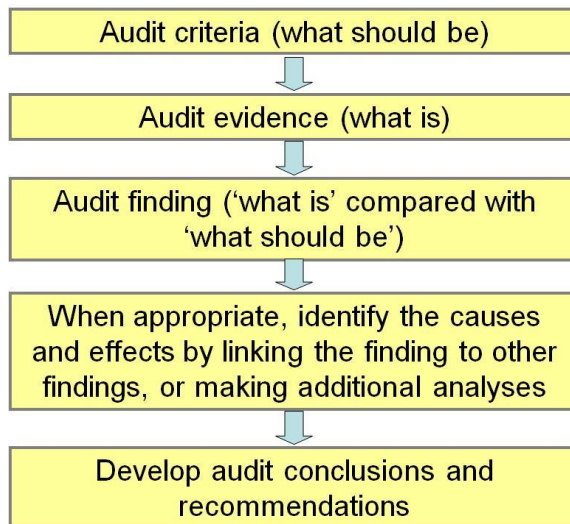 Audit criteria (what should be)
Audit evidence (what is)
Audit finding (‘what is’ compared with
‘what should be’)
When appropriate, identify the causes
and effects by linking the finding to other
findings, or making additional analyses
Develop audit conclusions and
recommendations